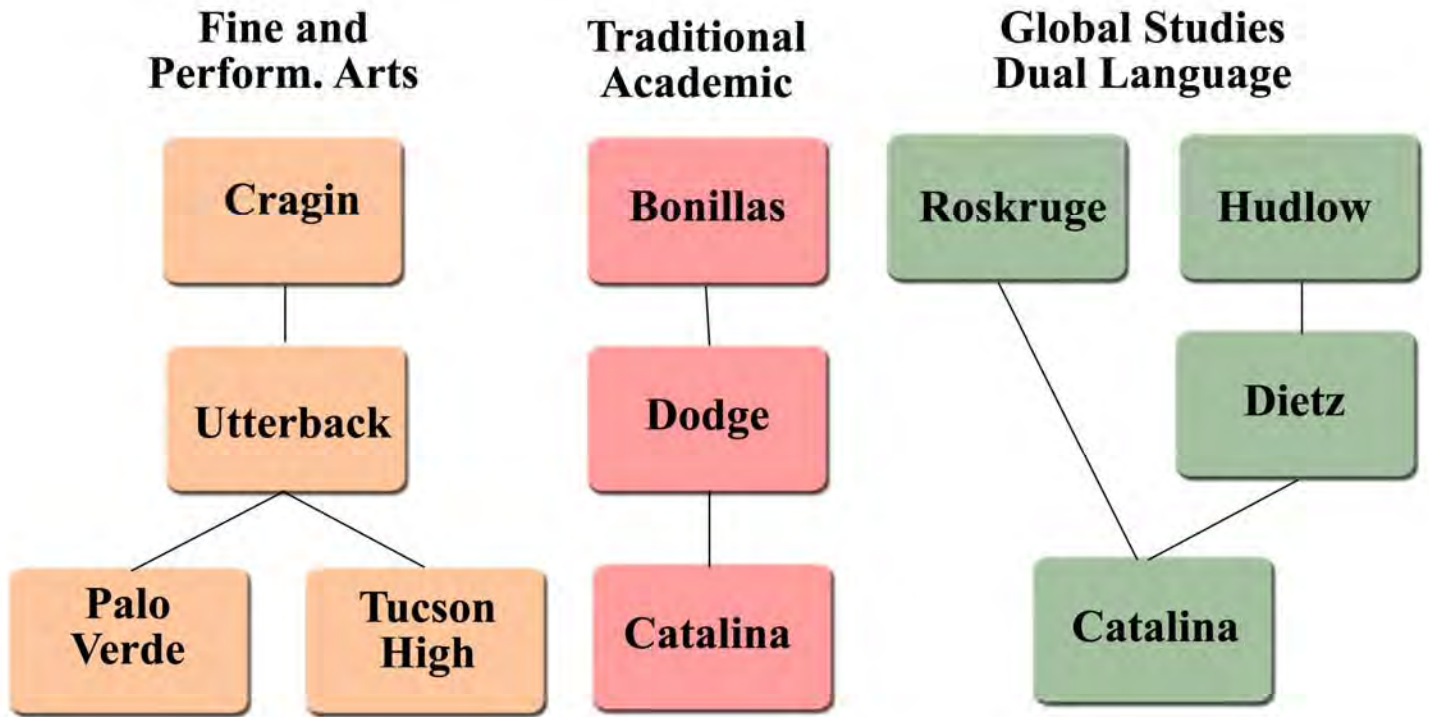 Fine and
Perform. Arts
Traditional
Academic
Global Studies
Dual Language
Cragin
Bonillas
Roskruge
Hudlow
Utterback
Dodge
Dietz
Palo
Verde
Tucson
High
Catalina
Catalina